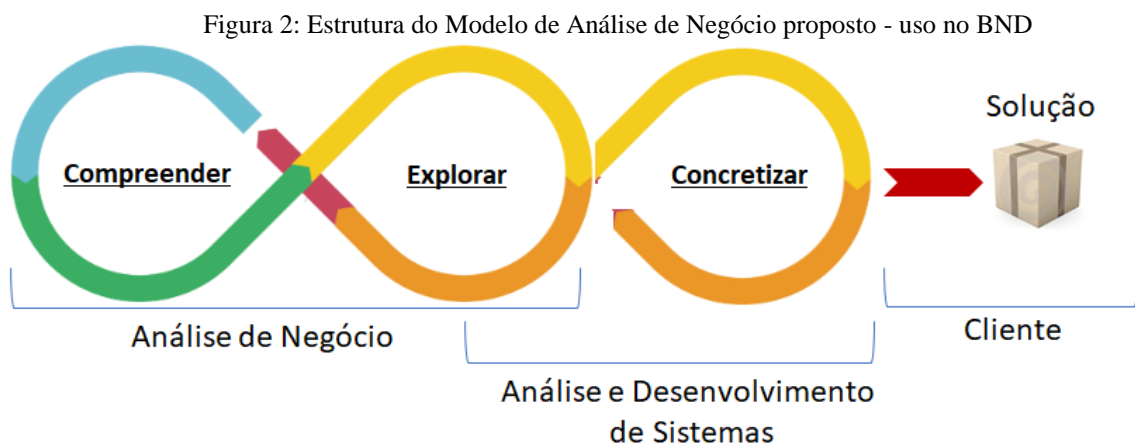 Figura 2: Estrutura do Modelo de Análise de Negócio proposto - uso no BND
Solução
Compreender
Explorar
Concretizar
Análise de Negócio
Cliente
Análise e Desenvolvimento
de Sistemas